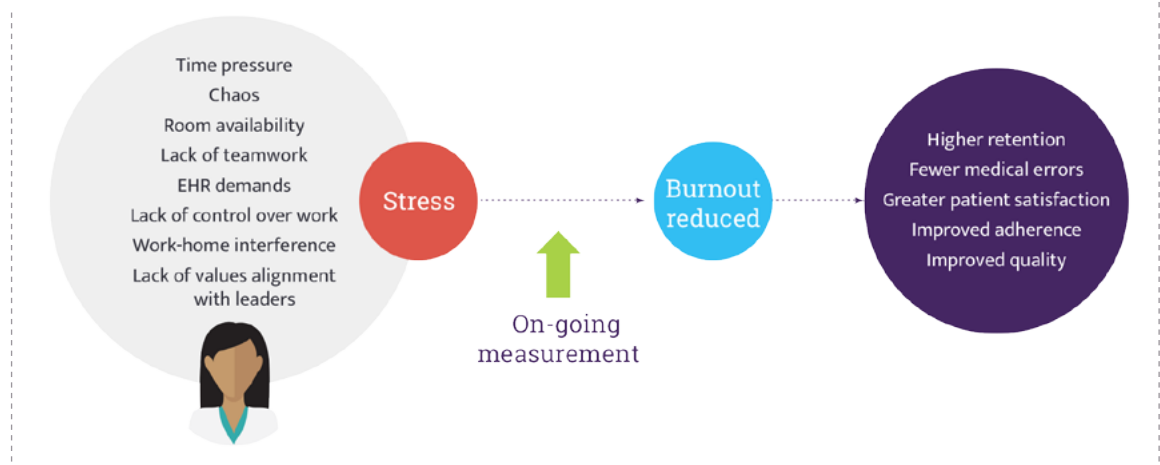 Time pressure
Chaos
Room availability
Lack of teamwork
EHR demands
Lack of control over work
Work-home interference
Lack of values alignment
with leaders
Stress
On-going
measurement
Burnout
reduced
Higher retention
Fewer medical errors
Greater patient satisfaction
Improved adherence
Improved quality